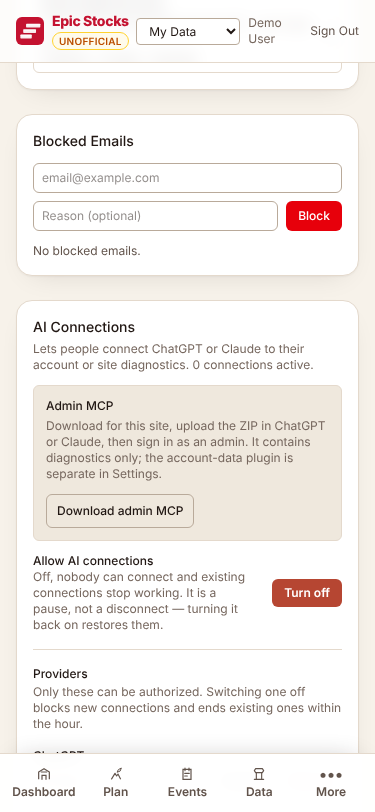 Epic Stocks
UNOFFICIAL
My Data
Demo
User
Sign Out
Blocked Emails
email@example.com
Reason (optional)
Block
No blocked emails.
AI Connections
Lets people connect ChatGPT or Claude to their
account or site diagnostics. 0 connections active.
Admin MCP
Download for this site, upload the ZIP in ChatGPT
or Claude, then sign in as an admin. It contains
diagnostics only; the account-data plugin is
separate in Settings.
Download admin MCP
Allow AI connections
Off, nobody can connect and existing
connections stop working. It is a
pause, not a disconnect — turning it
back on restores them.
Turn off
Providers
Only these can be authorized. Switching one off
blocks new connections and ends existing ones within
the hour.
ChatGPT
Dashboard
Plan
Events
Data
More